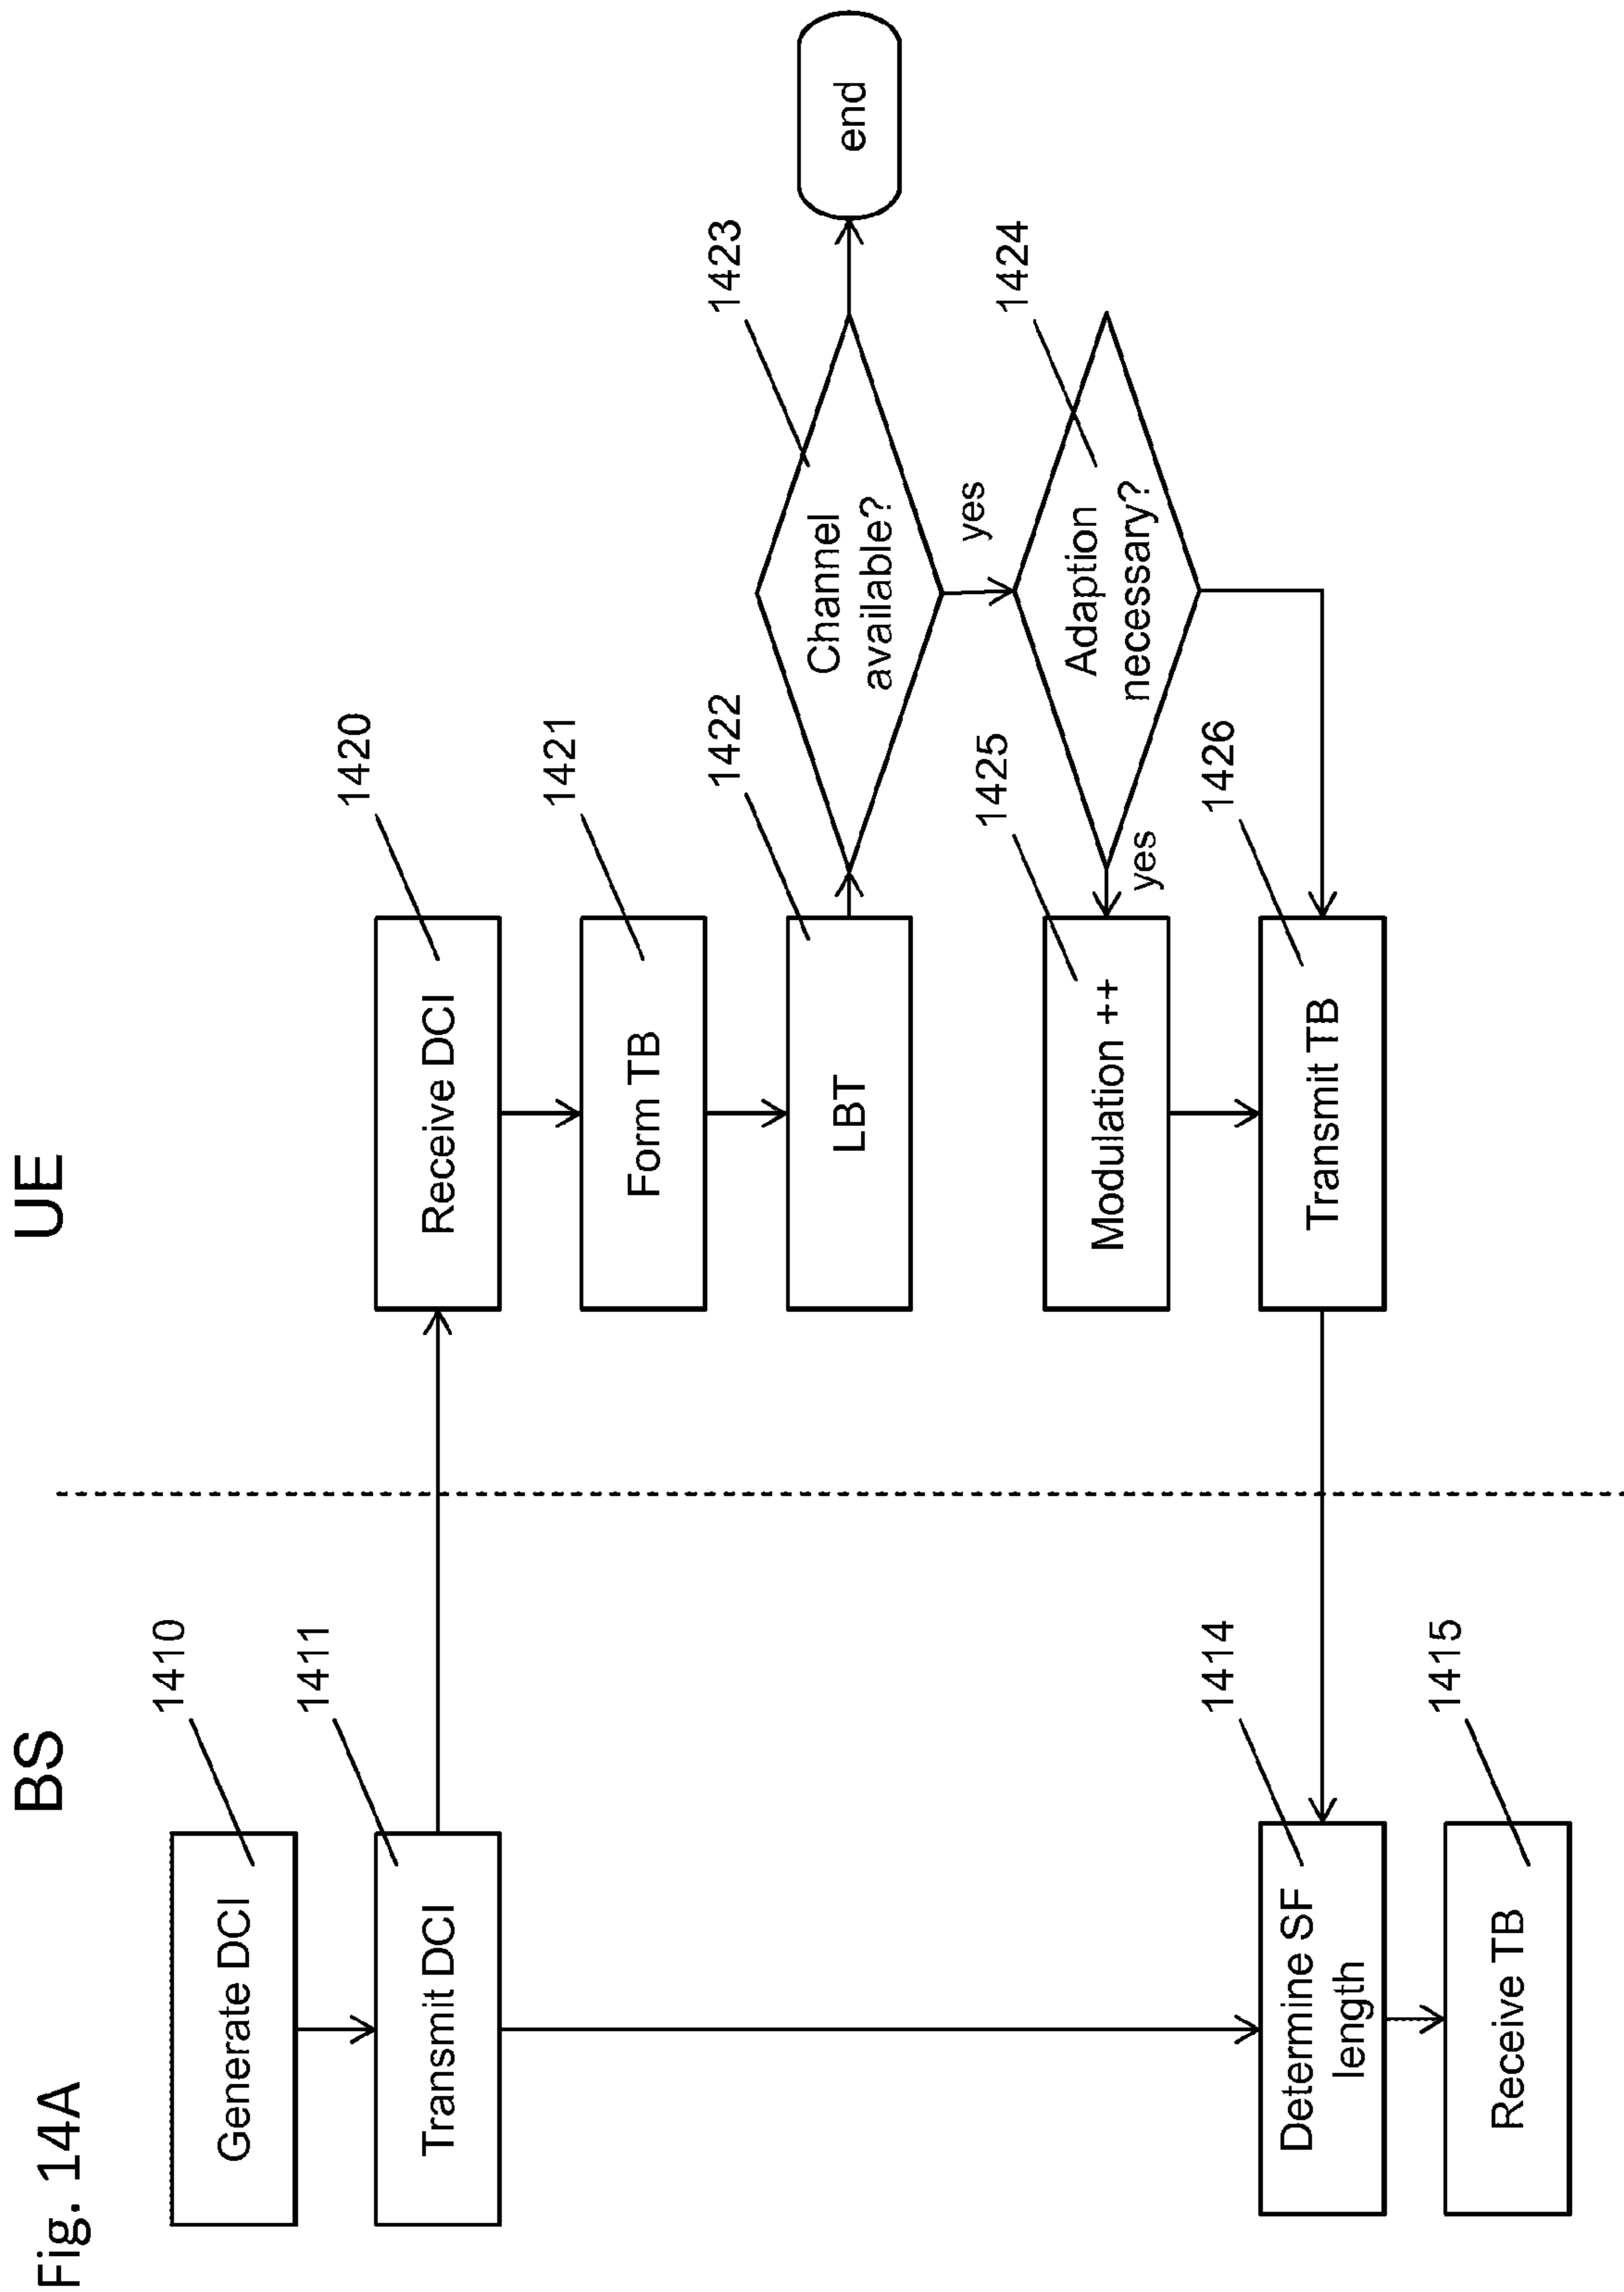 Fig. 14A
BS
UE
1410
Generate DCI
1411
Transmit DCI
1420
Receive DCI
1421
Form TB
1422
LBT
1423
Channel
available?
end
yes
1424
Adaption
necessary?
yes
1425
Modulation ++
1426
Transmit TB
1414
Determine SF
length
1415
Receive TB